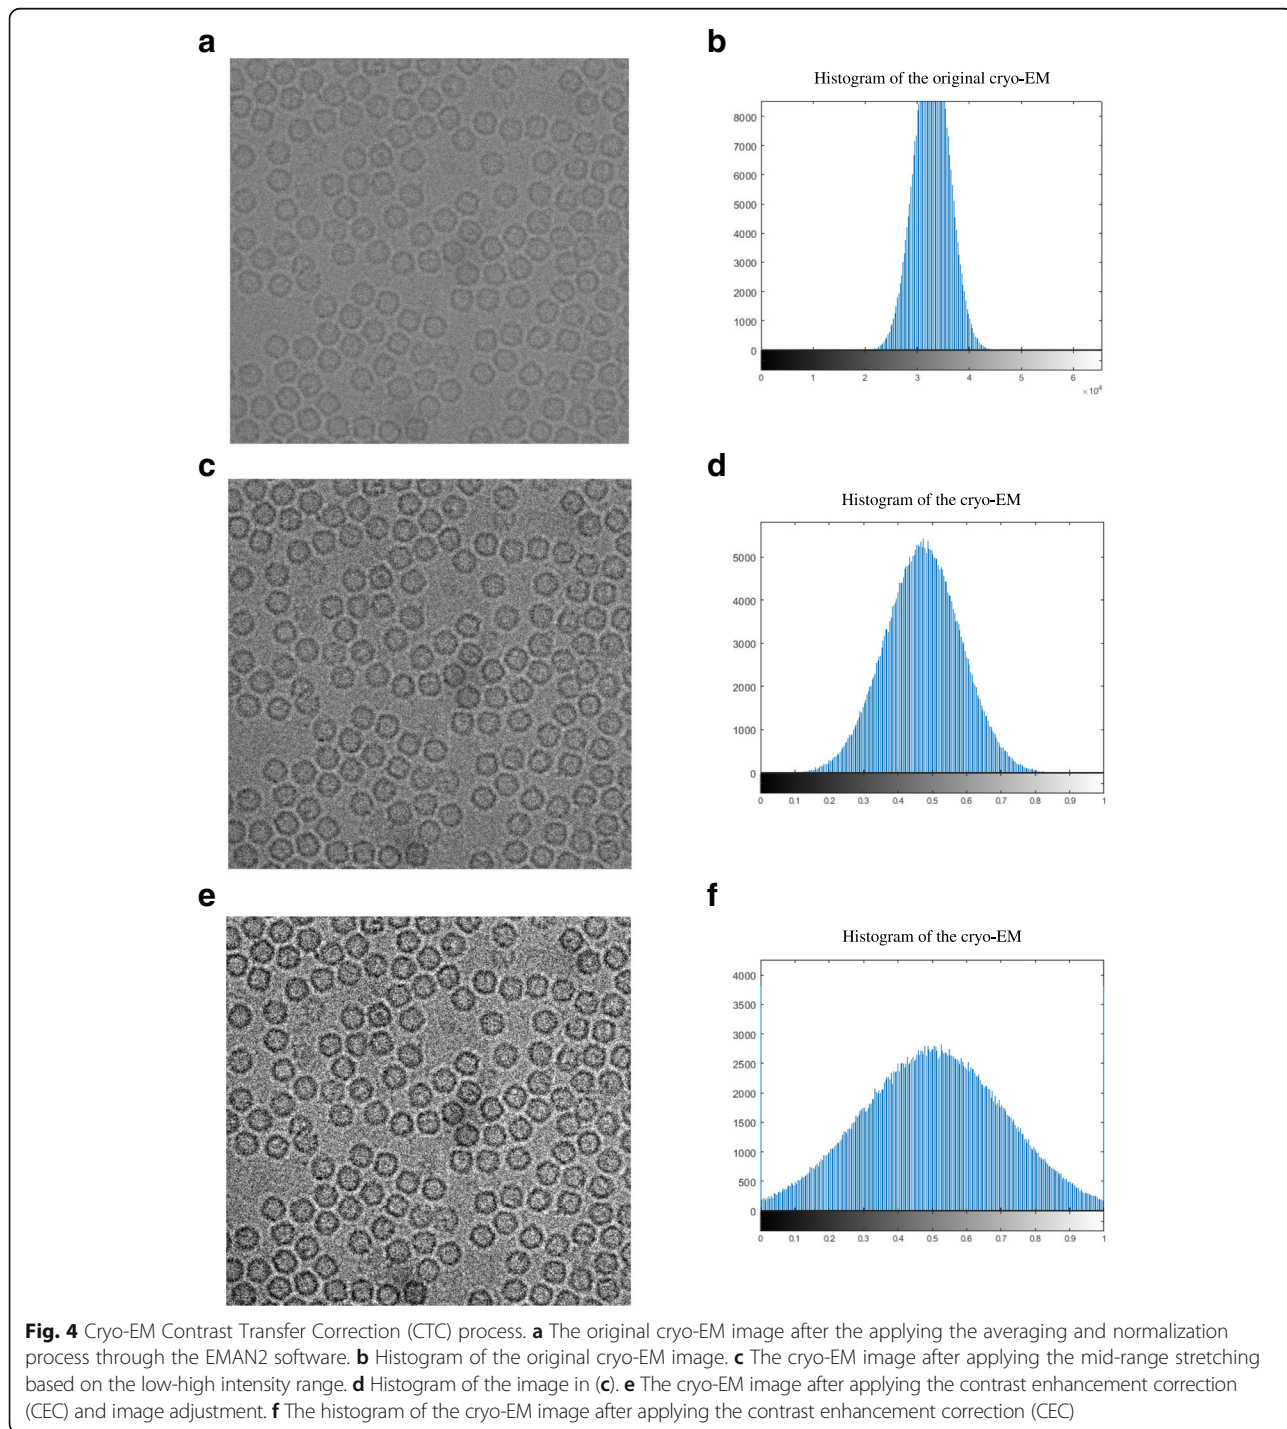 a
b
Histogram of the original cryo-EM
8000
7000
6000
5000
4000
3000
2000
1000
0
0 1 2 3 4 5 6
×10⁴
c
d
Histogram of the cryo-EM
5000
4000
3000
2000
1000
0
0 0.1 0.2 0.3 0.4 0.5 0.6 0.7 0.8 0.9 1
e
f
Histogram of the cryo-EM
4000
3500
3000
2500
2000
1500
1000
500
0
0 0.1 0.2 0.3 0.4 0.5 0.6 0.7 0.8 0.9 1
Fig. 4 Cryo-EM Contrast Transfer Correction (CTC) process. a The original cryo-EM image after the applying the averaging and normalization
process through the EMAN2 software. b Histogram of the original cryo-EM image. c The cryo-EM image after applying the mid-range stretching
based on the low-high intensity range. d Histogram of the image in (c). e The cryo-EM image after applying the contrast enhancement correction
(CEC) and image adjustment. f The histogram of the cryo-EM image after applying the contrast enhancement correction (CEC)